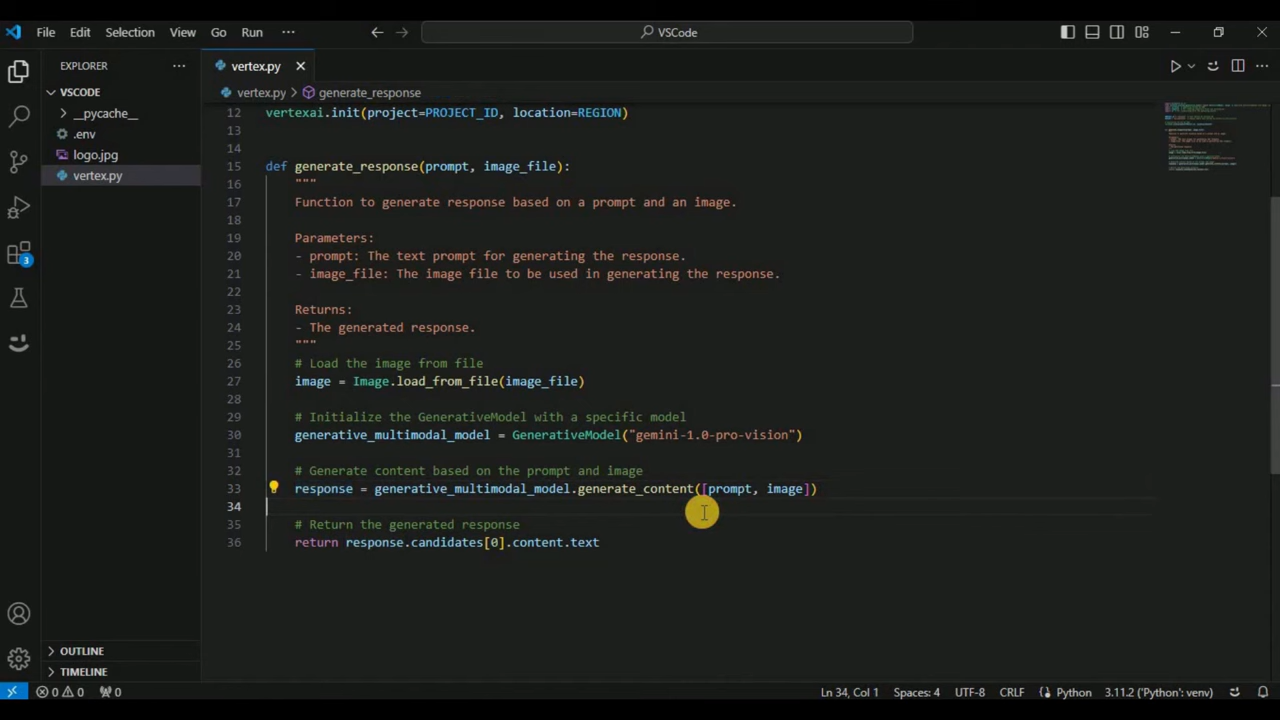 File Edit Selection View Go Run ··· VSCode
EXPLORER ···
vertex.py
VSCODE
vertex.py > generate_response
__pycache__
.env
logo.jpg
vertex.py
3
12 vertexai.init(project=PROJECT_ID, location=REGION)
13
14
15 def generate_response(prompt, image_file):
16 """
17 Function to generate response based on a prompt and an image.
18
19 Parameters:
20 - prompt: The text prompt for generating the response.
21 - image_file: The image file to be used in generating the response.
22
23 Returns:
24 - The generated response.
25 """
26 # Load the image from file
27 image = Image.load_from_file(image_file)
28
29 # Initialize the GenerativeModel with a specific model
30 generative_multimodal_model = GenerativeModel("gemini-1.0-pro-vision")
31
32 # Generate content based on the prompt and image
33 response = generative_multimodal_model.generate_content([prompt, image])
34
35 # Return the generated response
36 return response.candidates[0].content.text
OUTLINE
TIMELINE
0 0 0 Ln 34, Col 1 Spaces: 4 UTF-8 CRLF Python 3.11.2 ('Python': venv)